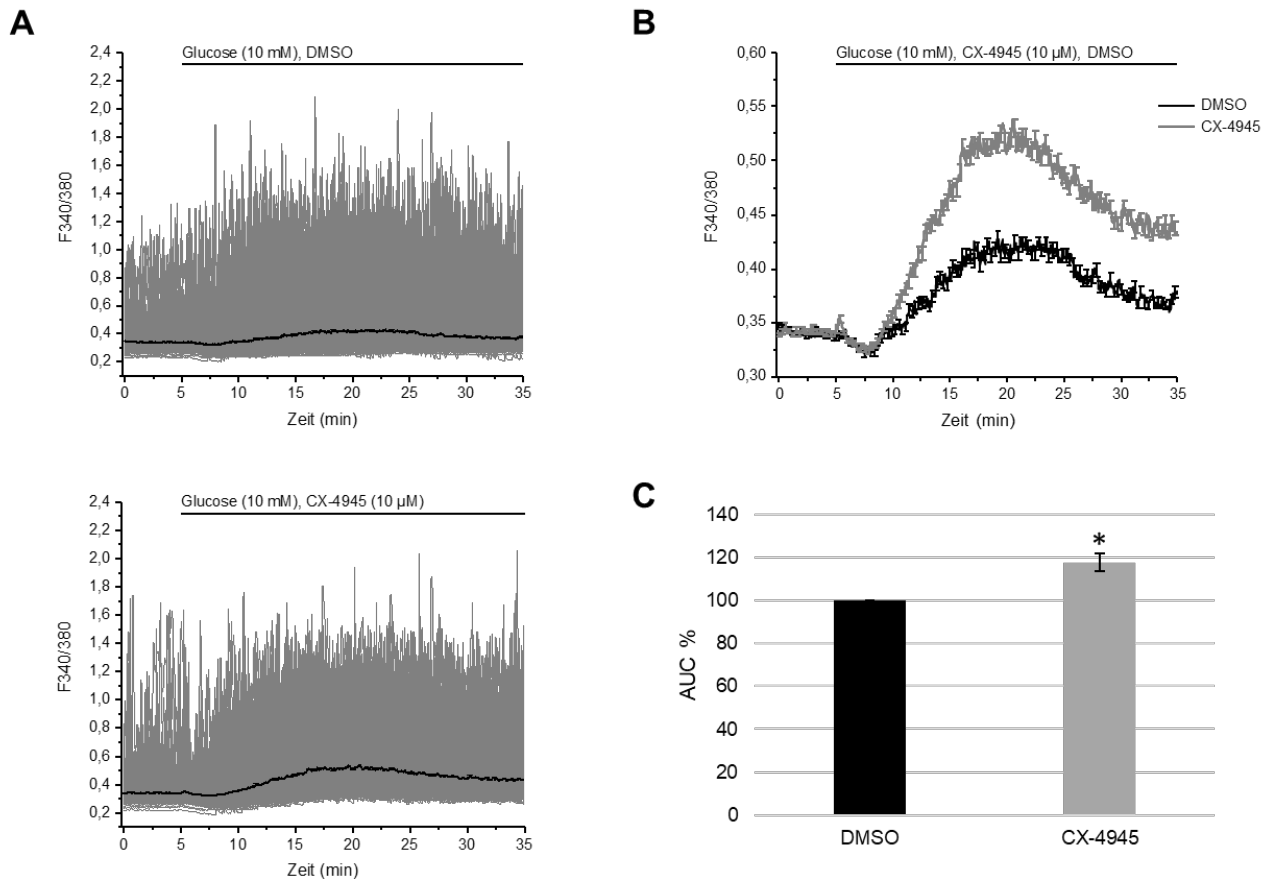 A
Glucose (10 mM), DMSO
2,4
2,2
2,0
1,8
1,6
1,4
1,2
1,0
0,8
0,6
0,4
0,2
F340/380
0 5 10 15 20 25 30 35
Zeit (min)
Glucose (10 mM), CX-4945 (10 µM)
2,4
2,2
2,0
1,8
1,6
1,4
1,2
1,0
0,8
0,6
0,4
0,2
F340/380
0 5 10 15 20 25 30 35
Zeit (min)
B
Glucose (10 mM), CX-4945 (10 µM), DMSO
0,60
0,55
0,50
0,45
0,40
0,35
0,30
F340/380
DMSO
CX-4945
0 5 10 15 20 25 30 35
Zeit (min)
C
140
120
100
80
60
40
20
0
AUC %
*
DMSO CX-4945